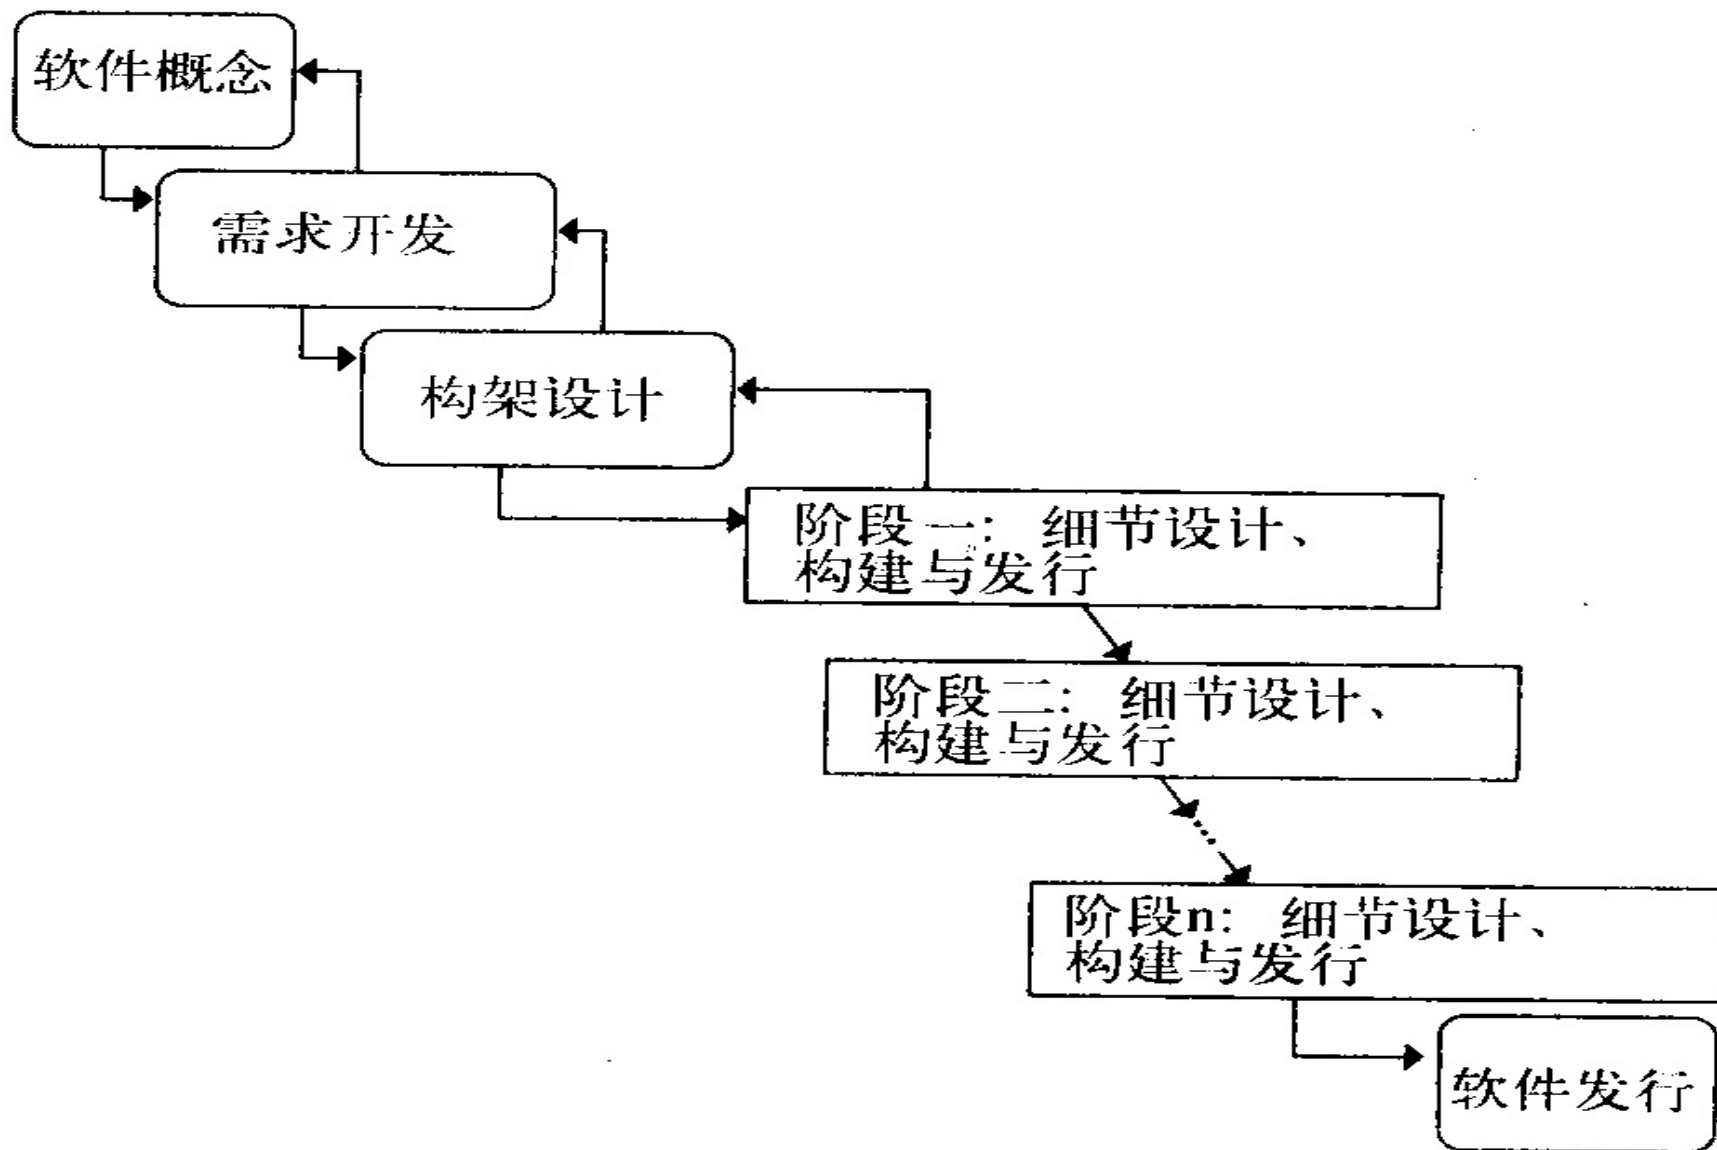 软件概念
需求开发
构架设计
阶段一: 细节设计、
构建与发行
阶段二: 细节设计、
构建与发行
阶段n: 细节设计、
构建与发行
软件发行